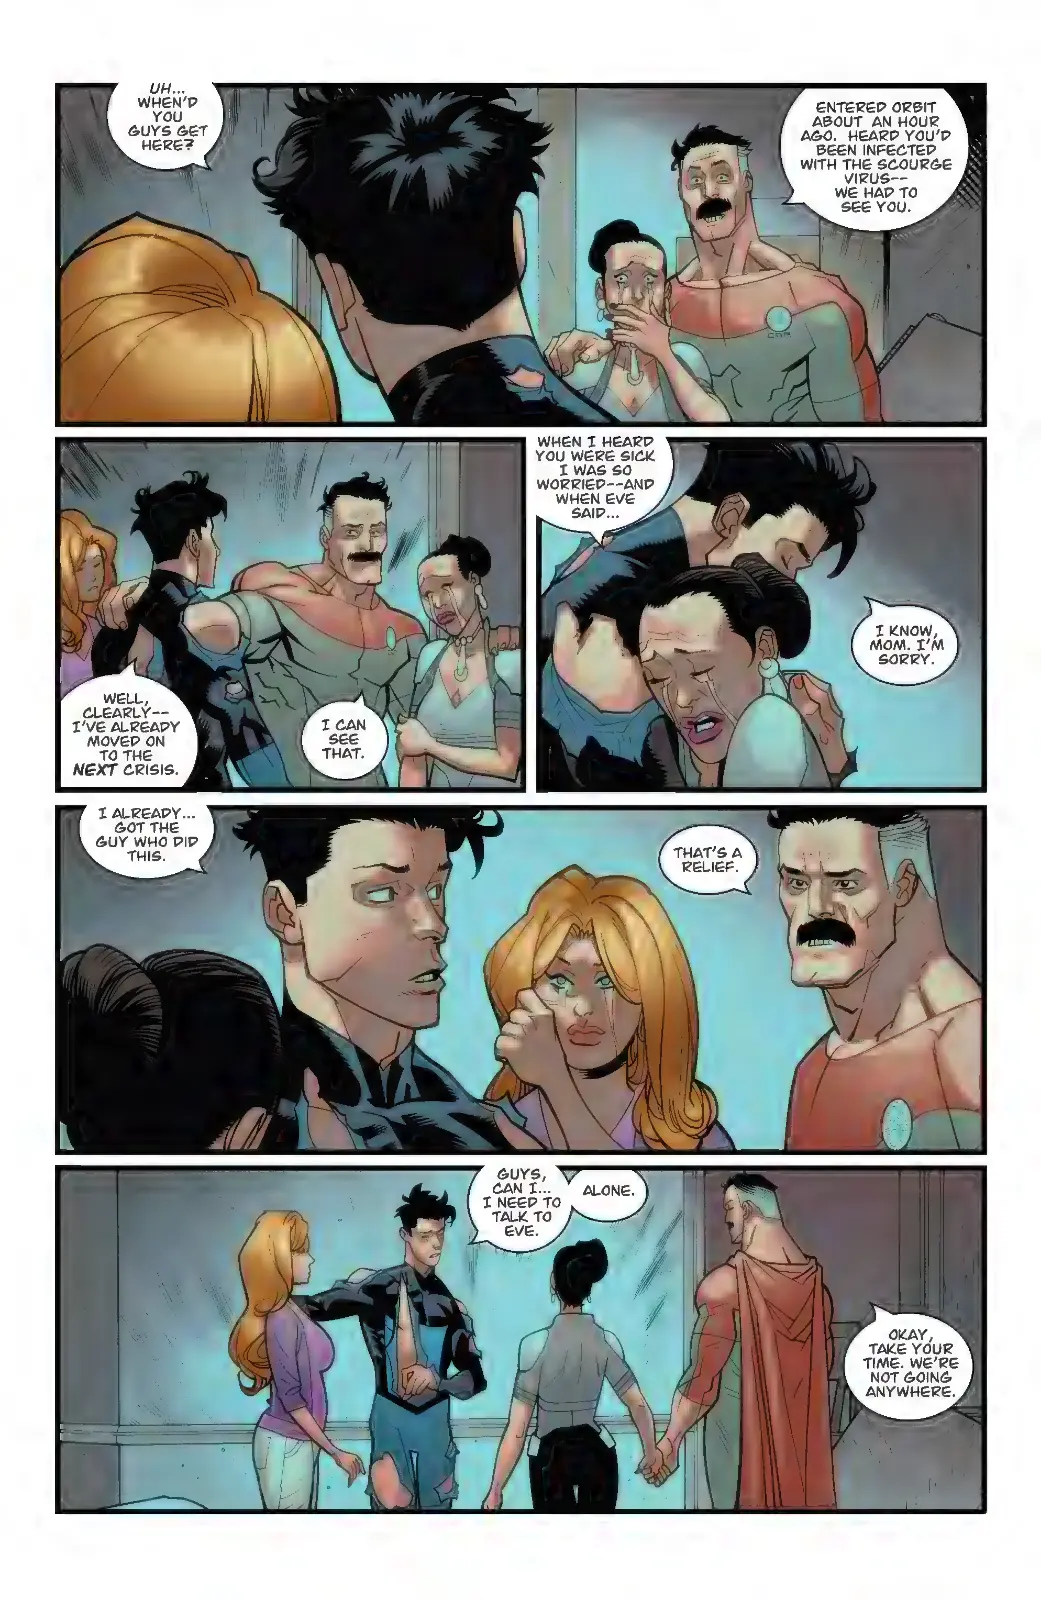 UH...
WHEN'D
YOU
GUYS GET
HERE?
ENTERED ORBIT
ABOUT AN HOUR
AGO. HEARD YOU'D
BEEN INFECTED
WITH THE SCOURGE
VIRUS--
WE HAD TO
SEE YOU.
WELL,
CLEARLY--
I'VE ALREADY
MOVED ON
TO THE
NEXT CRISIS.
I CAN
SEE
THAT.
WHEN I HEARD
YOU WERE SICK
I WAS SO
WORRIED--AND
WHEN EVE
SAID...
I KNOW,
MOM. I'M
SORRY.
I ALREADY...
GOT THE
GUY WHO DID
THIS.
THAT'S A
RELIEF.
GUYS,
CAN I...
I NEED TO
TALK TO
EVE.
ALONE.
OKAY,
TAKE YOUR
TIME. WE'RE
NOT GOING
ANYWHERE.